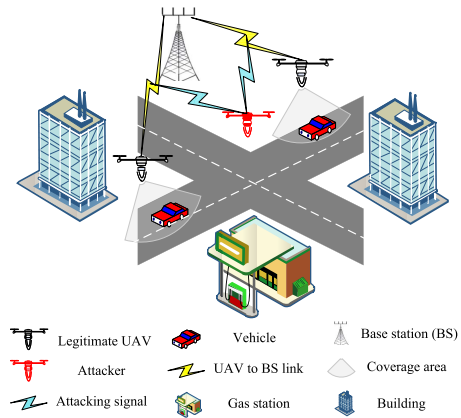 Legitimate UAV
Vehicle
Base station (BS)
Attacker
UAV to BS link
Coverage area
Attacking signal
Gas station
Building